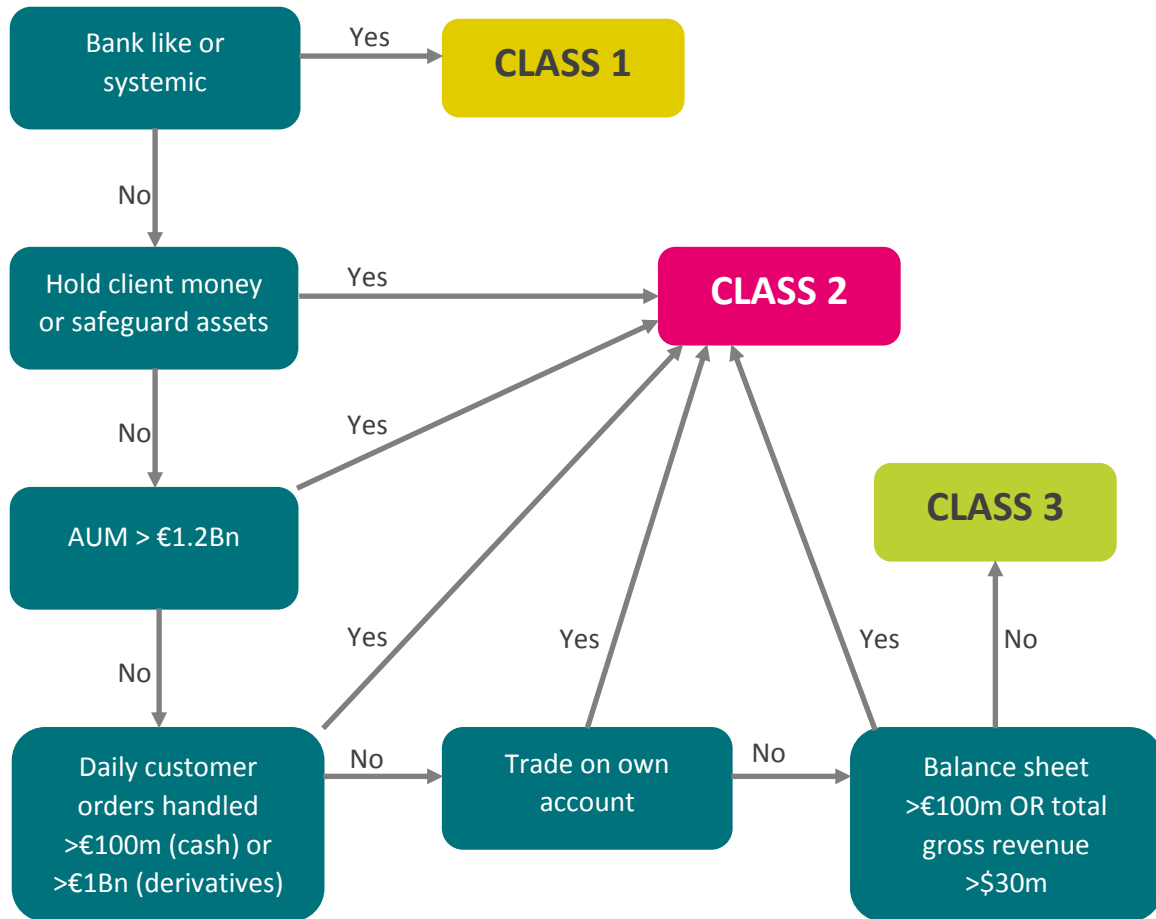 Bank like or
systemic
Yes
CLASS 1
No
Hold client money
or safeguard assets
Yes
CLASS 2
No
Yes
AUM > €1.2Bn
CLASS 3
No
Yes
Yes
Yes
No
Daily customer
orders handled
>€100m (cash) or
>€1Bn (derivatives)
No
Trade on own
account
No
Balance sheet
>€100m OR total
gross revenue
>$30m